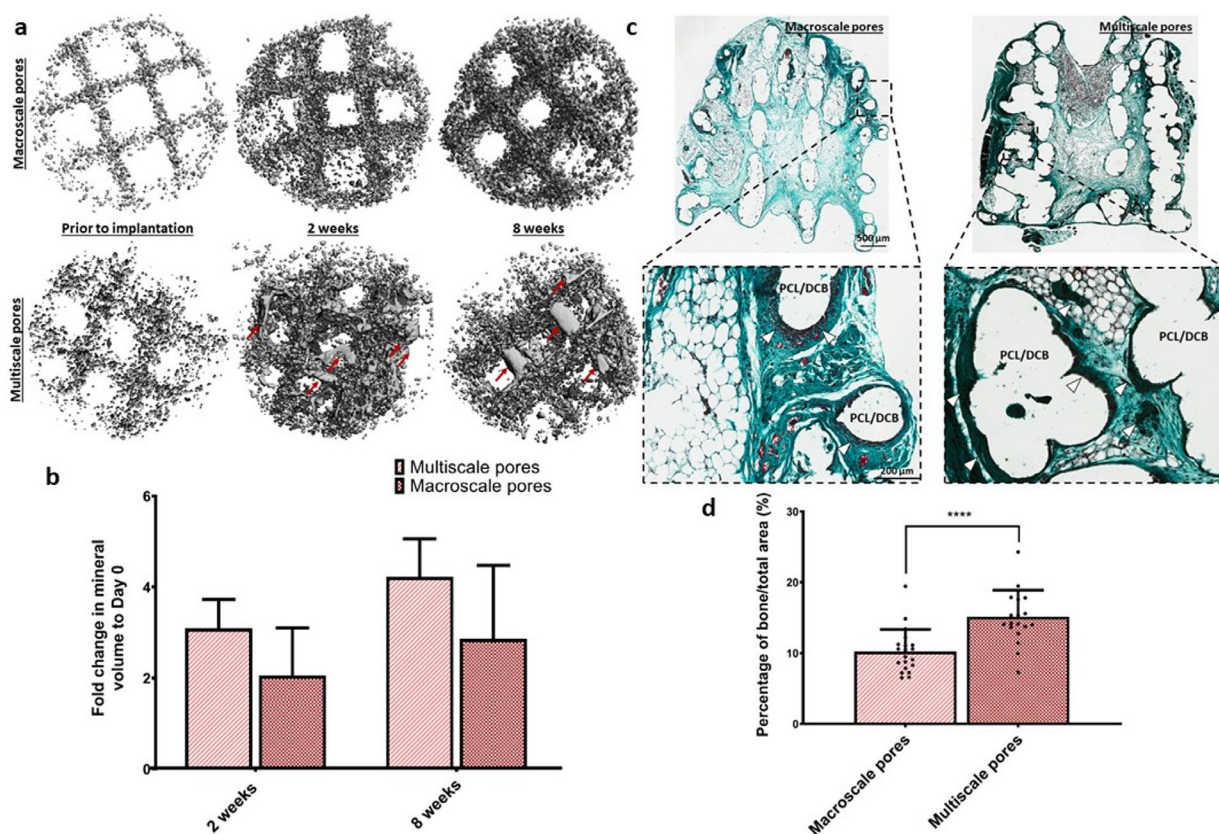 a
Macroscale pores
Prior to implantation
2 weeks
8 weeks
Multiscale pores
b
Multiscale pores
Macroscale pores
Fold change in mineral
volume to Day 0
6
4
2
0
2 weeks
8 weeks
c
Macroscale pores
500 µm
Multiscale pores
PCL/DCB
PCL/DCB
200 µm
PCL/DCB
PCL/DCB
d
Percentage of bone/total area (%)
30
20
10
0
****
Macroscale pores
Multiscale pores